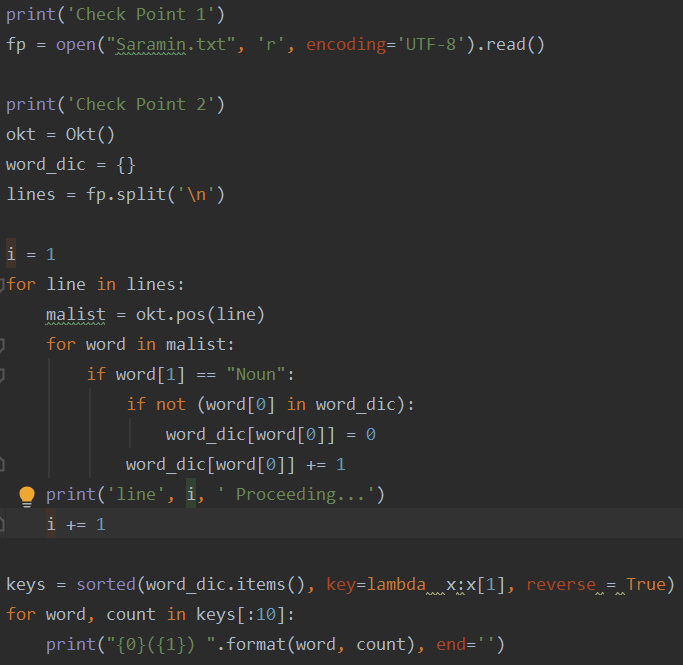 print('Check Point 1')
fp = open("Saramin.txt", 'r', encoding='UTF-8').read()
print('Check Point 2')
okt = Okt()
word_dic = {}
lines = fp.split('\n')
i = 1
for line in lines:
    malist = okt.pos(line)
    for word in malist:
        if word[1] == "Noun":
            if not (word[0] in word_dic):
                word_dic[word[0]] = 0
            word_dic[word[0]] += 1
    print('line', i, ' Proceeding...')
    i += 1
keys = sorted(word_dic.items(), key=lambda  x:x[1], reverse = True)
for word, count in keys[:10]:
    print("{0}({1}) ".format(word, count), end='')